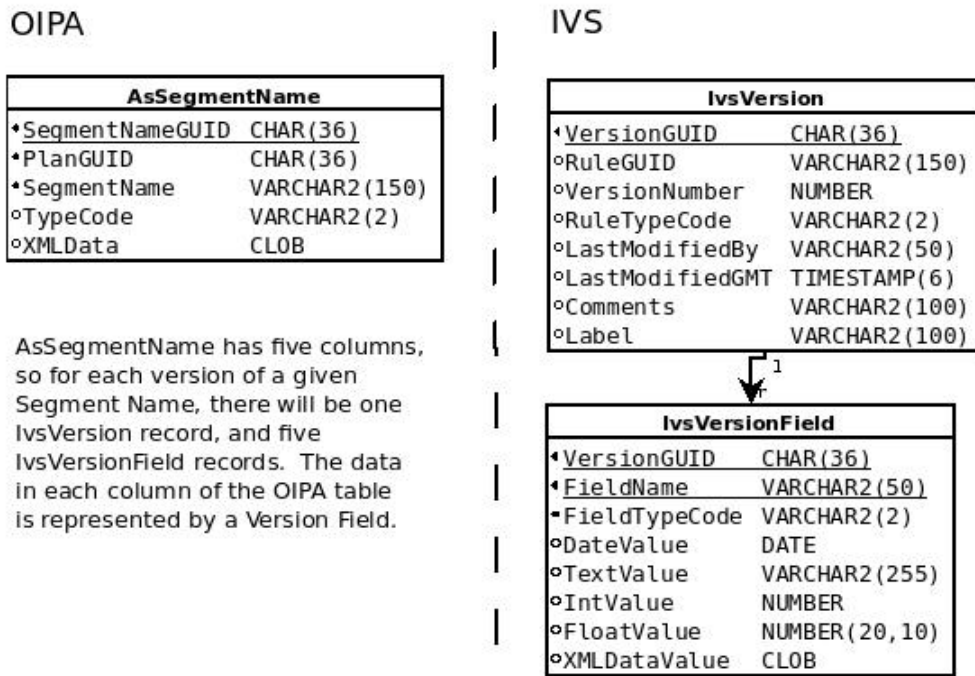 OIPA
AsSegmentName
SegmentNameGUID CHAR(36)
PlanGUID CHAR(36)
SegmentName VARCHAR2(150)
TypeCode VARCHAR2(2)
XMLData CLOB
AsSegmentName has five columns,
so for each version of a given
Segment Name, there will be one
IvsVersion record, and five
IvsVersionField records. The data
in each column of the OIPA table
is represented by a Version Field.
IVS
IvsVersion
VersionGUID CHAR(36)
RuleGUID VARCHAR2(150)
VersionNumber NUMBER
RuleTypeCode VARCHAR2(2)
LastModifiedBy VARCHAR2(50)
LastModifiedGMT TIMESTAMP(6)
Comments VARCHAR2(100)
Label VARCHAR2(100)
1
IvsVersionField
VersionGUID CHAR(36)
FieldName VARCHAR2(50)
FieldTypeCode VARCHAR2(2)
DateValue DATE
TextValue VARCHAR2(255)
IntValue NUMBER
FloatValue NUMBER(20,10)
XMLDataValue CLOB